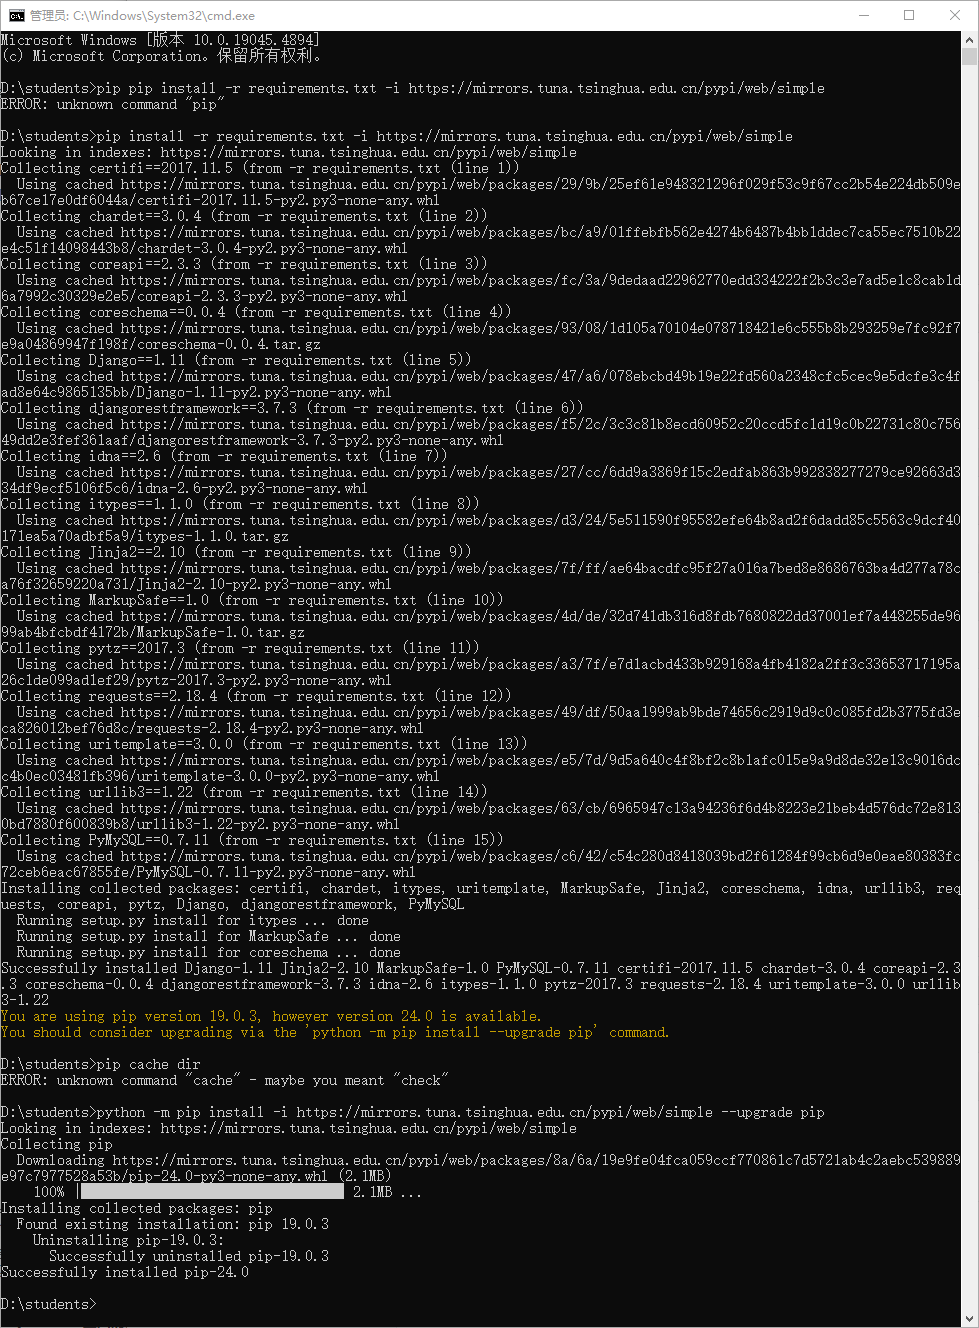 管理员: C:\Windows\System32\cmd.exe
Microsoft Windows [版本 10.0.19045.4894]
(c) Microsoft Corporation。保留所有权利。
D:\students>pip pip install -r requirements.txt -i https://mirrors.tuna.tsinghua.edu.cn/pypi/web/simple
ERROR: unknown command "pip"
D:\students>pip install -r requirements.txt -i https://mirrors.tuna.tsinghua.edu.cn/pypi/web/simple
Looking in indexes: https://mirrors.tuna.tsinghua.edu.cn/pypi/web/simple
Collecting certifi==2017.11.5 (from -r requirements.txt (line 1))
  Using cached https://mirrors.tuna.tsinghua.edu.cn/pypi/web/packages/29/9b/25ef61e948321296f029f53c9f67cc2b54e224db509e
b67ce17e0df6044a/certifi-2017.11.5-py2.py3-none-any.whl
Collecting chardet==3.0.4 (from -r requirements.txt (line 2))
  Using cached https://mirrors.tuna.tsinghua.edu.cn/pypi/web/packages/bc/a9/01ffebfb562e4274b6487b4bb1ddec7ca55ec7510b22
e4c51f14098443b8/chardet-3.0.4-py2.py3-none-any.whl
Collecting coreapi==2.3.3 (from -r requirements.txt (line 3))
  Using cached https://mirrors.tuna.tsinghua.edu.cn/pypi/web/packages/fc/3a/9dedaad22962770edd334222f2b3c3e7ad5e1c8cab1d
6a7992c30329e2e5/coreapi-2.3.3-py2.py3-none-any.whl
Collecting coreschema==0.0.4 (from -r requirements.txt (line 4))
  Using cached https://mirrors.tuna.tsinghua.edu.cn/pypi/web/packages/93/08/1d105a70104e078718421e6c555b8b293259e7fc92f7
e9a04869947f198f/coreschema-0.0.4.tar.gz
Collecting Django==1.11 (from -r requirements.txt (line 5))
  Using cached https://mirrors.tuna.tsinghua.edu.cn/pypi/web/packages/47/a6/078ebcbd49b19e22fd560a2348cfc5cec9e5dcfe3c4f
ad8e64c9865135bb/Django-1.11-py2.py3-none-any.whl
Collecting djangorestframework==3.7.3 (from -r requirements.txt (line 6))
  Using cached https://mirrors.tuna.tsinghua.edu.cn/pypi/web/packages/f5/2c/3c3c81b8ecd60952c20ccd5fc1d19c0b22731c80c756
49dd2e3fef361aaf/djangorestframework-3.7.3-py2.py3-none-any.whl
Collecting idna==2.6 (from -r requirements.txt (line 7))
  Using cached https://mirrors.tuna.tsinghua.edu.cn/pypi/web/packages/27/cc/6dd9a3869f15c2edfab863b992838277279ce92663d3
34df9ecf5106f5c6/idna-2.6-py2.py3-none-any.whl
Collecting itypes==1.1.0 (from -r requirements.txt (line 8))
  Using cached https://mirrors.tuna.tsinghua.edu.cn/pypi/web/packages/d3/24/5e511590f95582efe64b8ad2f6dadd85c5563c9dcf40
171ea5a70adbf5a9/itypes-1.1.0.tar.gz
Collecting Jinja2==2.10 (from -r requirements.txt (line 9))
  Using cached https://mirrors.tuna.tsinghua.edu.cn/pypi/web/packages/7f/ff/ae64bacdfc95f27a016a7bed8e8686763ba4d277a78c
a76f32659220a731/Jinja2-2.10-py2.py3-none-any.whl
Collecting MarkupSafe==1.0 (from -r requirements.txt (line 10))
  Using cached https://mirrors.tuna.tsinghua.edu.cn/pypi/web/packages/4d/de/32d741db316d8fdb7680822dd37001ef7a448255de96
99ab4bfcbdf4172b/MarkupSafe-1.0.tar.gz
Collecting pytz==2017.3 (from -r requirements.txt (line 11))
  Using cached https://mirrors.tuna.tsinghua.edu.cn/pypi/web/packages/a3/7f/e7d1acbd433b929168a4fb4182a2ff3c33653717195a
26c1de099ad1ef29/pytz-2017.3-py2.py3-none-any.whl
Collecting requests==2.18.4 (from -r requirements.txt (line 12))
  Using cached https://mirrors.tuna.tsinghua.edu.cn/pypi/web/packages/49/df/50aa1999ab9bde74656c2919d9c0c085fd2b3775fd3e
ca826012bef76d8c/requests-2.18.4-py2.py3-none-any.whl
Collecting uritemplate==3.0.0 (from -r requirements.txt (line 13))
  Using cached https://mirrors.tuna.tsinghua.edu.cn/pypi/web/packages/e5/7d/9d5a640c4f8bf2c8b1afc015e9a9d8de32e13c9016dc
c4b0ec03481fb396/uritemplate-3.0.0-py2.py3-none-any.whl
Collecting urllib3==1.22 (from -r requirements.txt (line 14))
  Using cached https://mirrors.tuna.tsinghua.edu.cn/pypi/web/packages/63/cb/6965947c13a94236f6d4b8223e21beb4d576dc72e813
0bd7880f600839b8/urllib3-1.22-py2.py3-none-any.whl
Collecting PyMySQL==0.7.11 (from -r requirements.txt (line 15))
  Using cached https://mirrors.tuna.tsinghua.edu.cn/pypi/web/packages/c6/42/c54c280d8418039bd2f61284f99cb6d9e0eae80383fc
72ceb6eac67855fe/PyMySQL-0.7.11-py2.py3-none-any.whl
Installing collected packages: certifi, chardet, itypes, uritemplate, MarkupSafe, Jinja2, coreschema, idna, urllib3, req
uests, coreapi, pytz, Django, djangorestframework, PyMySQL
  Running setup.py install for itypes ... done
  Running setup.py install for MarkupSafe ... done
  Running setup.py install for coreschema ... done
Successfully installed Django-1.11 Jinja2-2.10 MarkupSafe-1.0 PyMySQL-0.7.11 certifi-2017.11.5 chardet-3.0.4 coreapi-2.3
.3 coreschema-0.0.4 djangorestframework-3.7.3 idna-2.6 itypes-1.1.0 pytz-2017.3 requests-2.18.4 uritemplate-3.0.0 urllib
3-1.22
You are using pip version 19.0.3, however version 24.0 is available.
You should consider upgrading via the 'python -m pip install --upgrade pip' command.
D:\students>pip cache dir
ERROR: unknown command "cache" - maybe you meant "check"
D:\students>python -m pip install -i https://mirrors.tuna.tsinghua.edu.cn/pypi/web/simple --upgrade pip
Looking in indexes: https://mirrors.tuna.tsinghua.edu.cn/pypi/web/simple
Collecting pip
  Downloading https://mirrors.tuna.tsinghua.edu.cn/pypi/web/packages/8a/6a/19e9fe04fca059ccf770861c7d5721ab4c2aebc539889
e97c7977528a53b/pip-24.0-py3-none-any.whl (2.1MB)
    100% | 2.1MB ...
Installing collected packages: pip
  Found existing installation: pip 19.0.3
    Uninstalling pip-19.0.3:
      Successfully uninstalled pip-19.0.3
Successfully installed pip-24.0
D:\students>